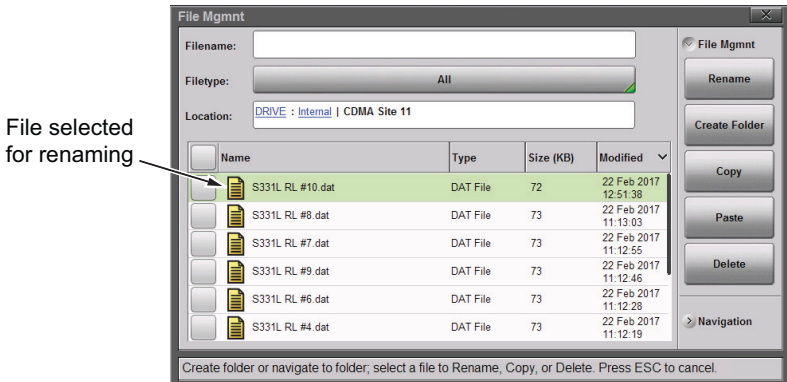 File Mgmnt
Filename:
Filetype: All
Location: DRIVE : Internal | CDMA Site 11
File selected
for renaming
Name Type Size (KB) Modified
S331L RL #10.dat DAT File 72 22 Feb 2017
12:51:38
S331L RL #8.dat DAT File 73 22 Feb 2017
11:13:03
S331L RL #7.dat DAT File 73 22 Feb 2017
11:12:55
S331L RL #9.dat DAT File 73 22 Feb 2017
11:12:46
S331L RL #6.dat DAT File 73 22 Feb 2017
11:12:28
S331L RL #4.dat DAT File 73 22 Feb 2017
11:12:19
File Mgmnt
Rename
Create Folder
Copy
Paste
Delete
Navigation
Create folder or navigate to folder; select a file to Rename, Copy, or Delete. Press ESC to cancel.